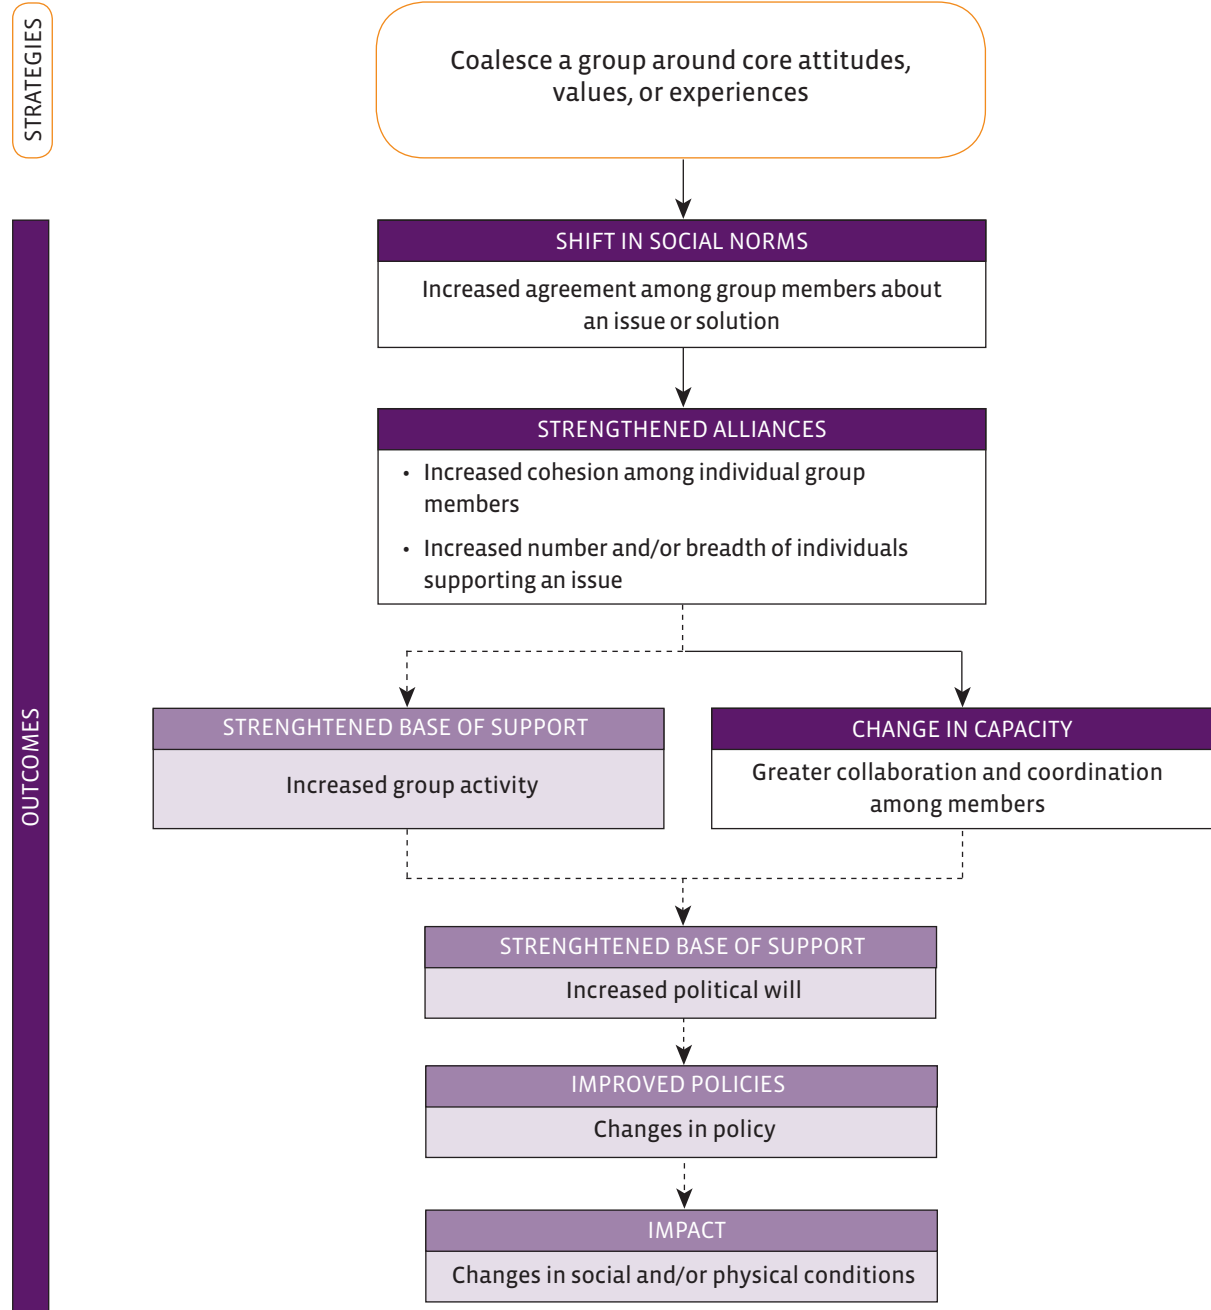 STRATEGIES
Coalesce a group around core attitudes,
values, or experiences
OUTCOMES
SHIFT IN SOCIAL NORMS
Increased agreement among group members about
an issue or solution
STRENGTHENED ALLIANCES
• Increased cohesion among individual group
members
• Increased number and/or breadth of individuals
supporting an issue
STRENGHTENED BASE OF SUPPORT
Increased group activity
CHANGE IN CAPACITY
Greater collaboration and coordination
among members
STRENGHTENED BASE OF SUPPORT
Increased political will
IMPROVED POLICIES
Changes in policy
IMPACT
Changes in social and/or physical conditions